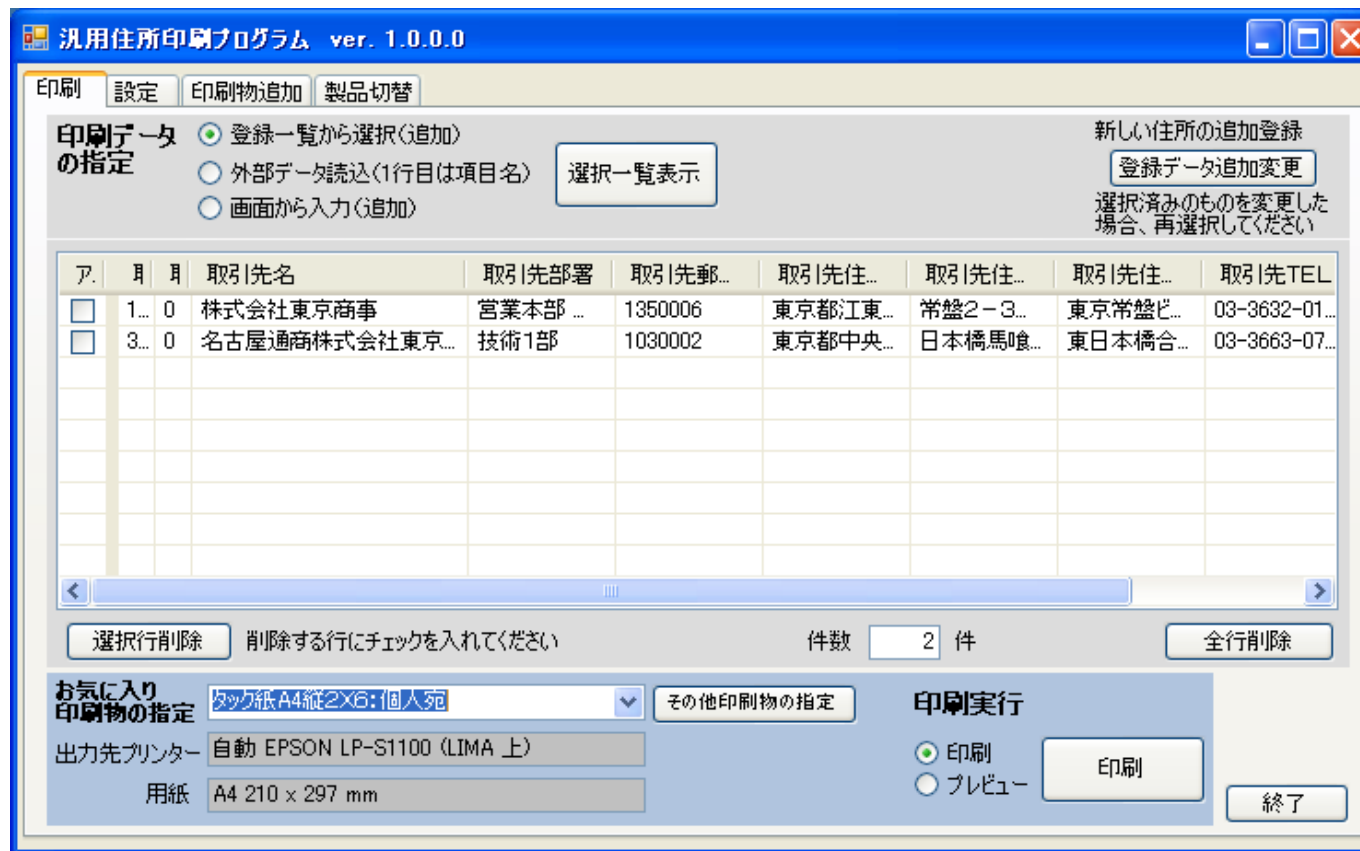 汎用住所印刷プログラム ver. 1.0.0.0
印刷 設定 印刷物追加 製品切替
印刷データ
の指定
登録一覧から選択(追加)
外部データ読込(1行目は項目名)
画面から入力(追加)
選択一覧表示
新しい住所の追加登録
登録データ追加変更
選択済みのものを変更した
場合、再選択してください
ア. 取引先名 取引先部署 取引先郵... 取引先住... 取引先住... 取引先住... 取引先TEL
1... 0 株式会社東京商事 営業本部 ... 1350006 東京都江東... 常盤2-3... 東京常盤ビ... 03-3632-01...
3... 0 名古屋通商株式会社東京... 技術1部 1030002 東京都中央... 日本橋馬喰... 東日本橋合... 03-3663-07...
選択行削除 削除する行にチェックを入れてください 件数 2 件 全行削除
お気に入り
印刷物の指定
タック紙A4縦2X6:個人宛
その他印刷物の指定
出力先プリンター 自動 EPSON LP-S1100 (LIMA 上)
用紙 A4 210 x 297 mm
印刷実行
印刷
プレビュー
印刷
終了